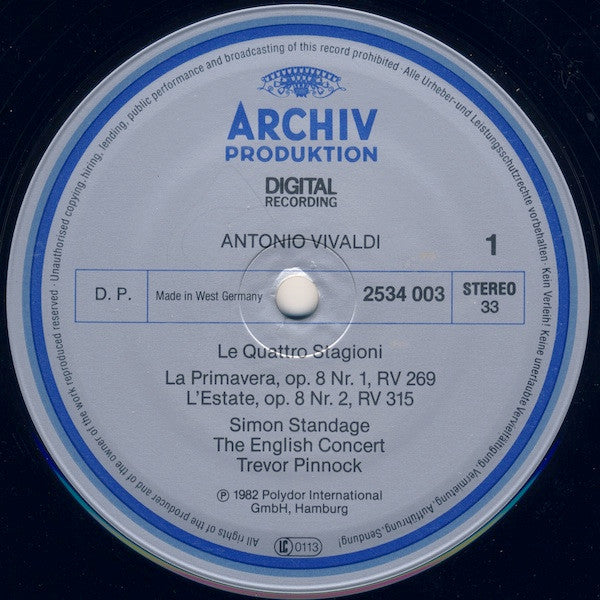 ARCHIV
PRODUKTION
DIGITAL
RECORDING
ANTONIO VIVALDI
1
D. P. Made in West Germany 2534 003 STEREO 33
Le Quattro Stagioni
La Primavera, op. 8 Nr. 1, RV 269
L'Estate, op. 8 Nr. 2, RV 315
Simon Standage
The English Concert
Trevor Pinnock
Ⓟ 1982 Polydor International
GmbH, Hamburg
LC 0113
All rights of the producer and of the owner of the work reproduced reserved · Unauthorised copying, hiring, lending, public performance and broadcasting of this record prohibited · Alle Urheber-und Leistungsschutzrechte vorbehalten · Kein Verleih! Keine unerlaubte Vervielfältigung, Vermietung, Aufführung, Sendung!